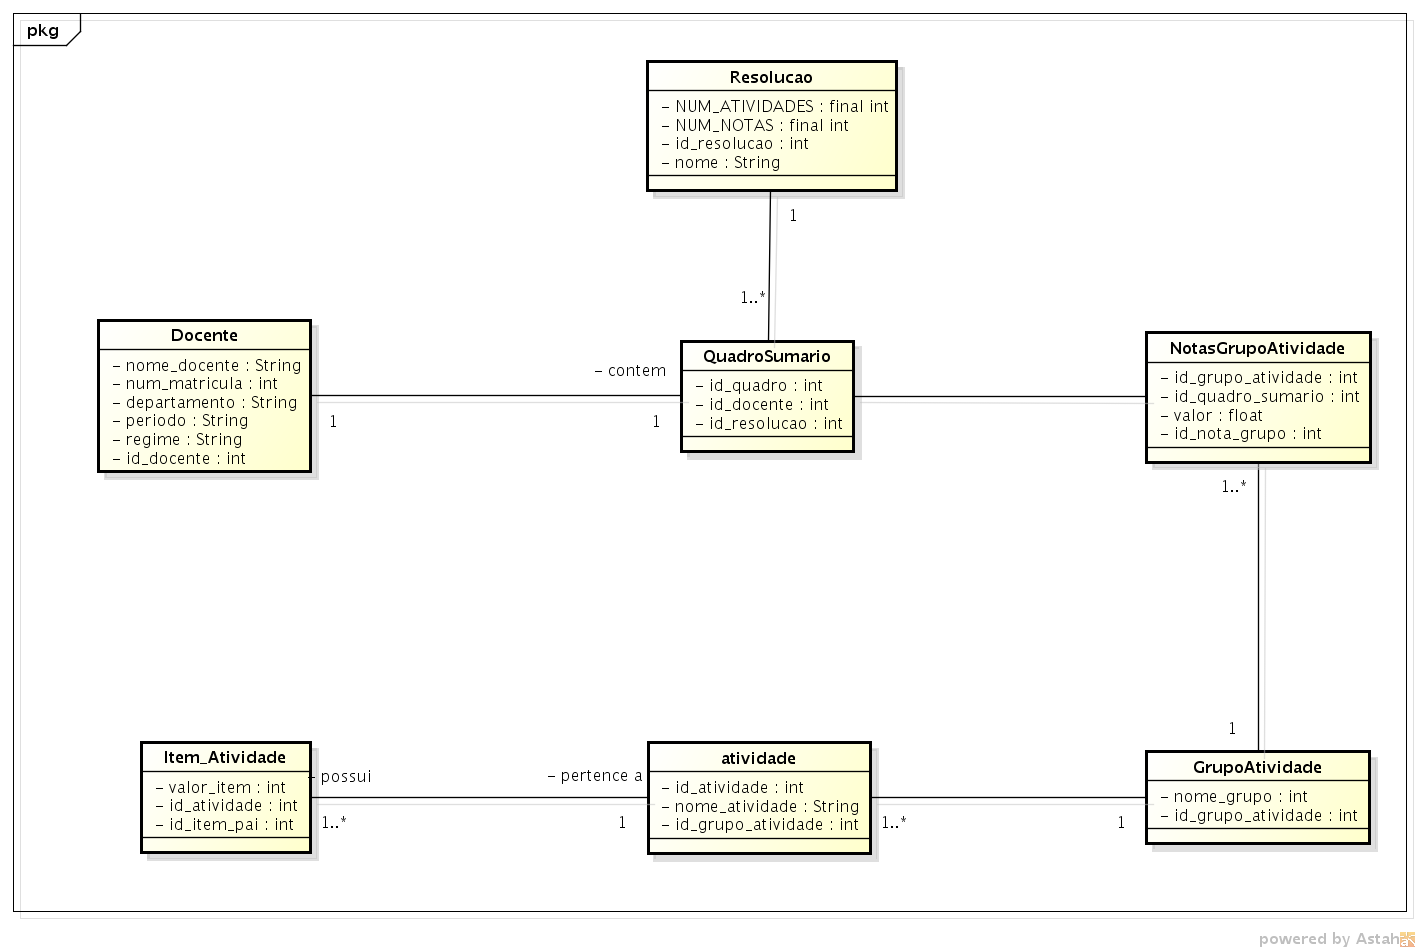 pkg
Resolucao
- NUM_ATIVIDADES : final int
- NUM_NOTAS : final int
- id_resolucao : int
- nome : String
1
1..*
Docente
- nome_docente : String
- num_matricula : int
- departamento : String
- periodo : String
- regime : String
- id_docente : int
- contem
1
1
QuadroSumario
- id_quadro : int
- id_docente : int
- id_resolucao : int
NotasGrupoAtividade
- id_grupo_atividade : int
- id_quadro_sumario : int
- valor : float
- id_nota_grupo : int
1..*
1
Item_Atividade
- valor_item : int
- id_atividade : int
- id_item_pai : int
- possui
1..*
- pertence a
1
atividade
- id_atividade : int
- nome_atividade : String
- id_grupo_atividade : int
1..*
1
GrupoAtividade
- nome_grupo : int
- id_grupo_atividade : int
powered by Astah